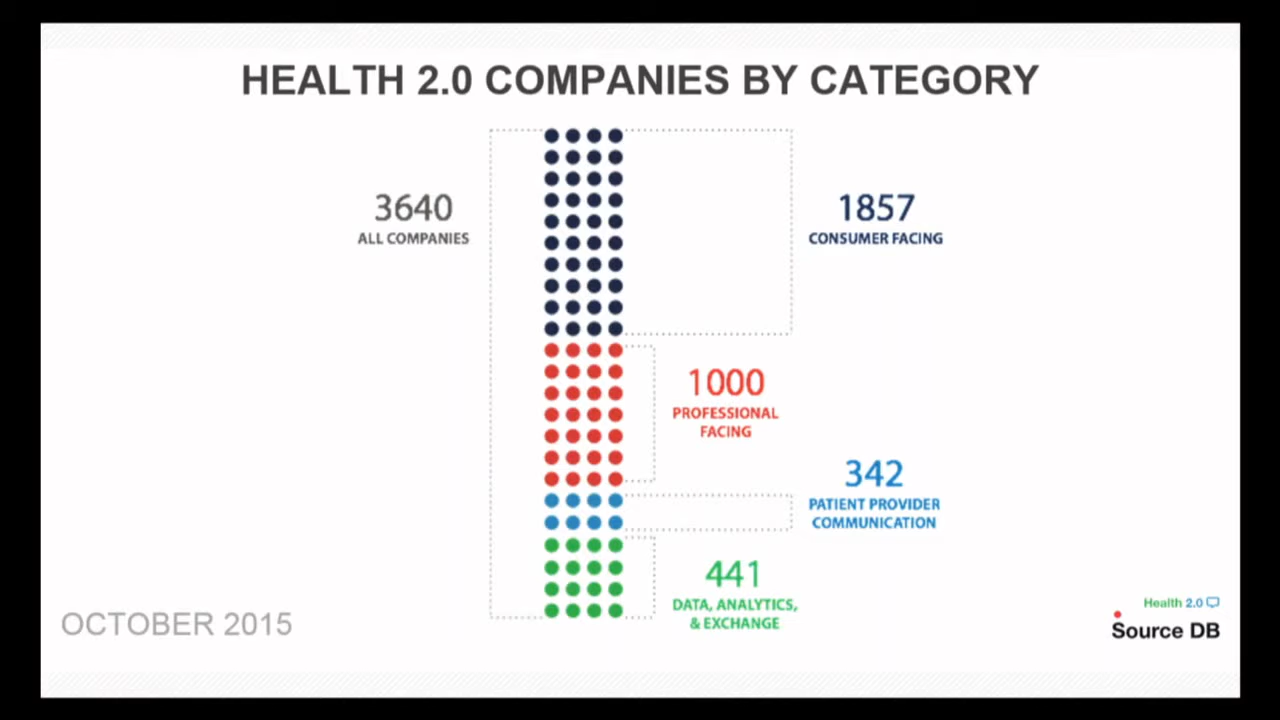 HEALTH 2.0 COMPANIES BY CATEGORY
3640
ALL COMPANIES
1857
CONSUMER FACING
1000
PROFESSIONAL
FACING
342
PATIENT PROVIDER
COMMUNICATION
441
DATA, ANALYTICS,
& EXCHANGE
OCTOBER 2015
Health 2.0
Source DB